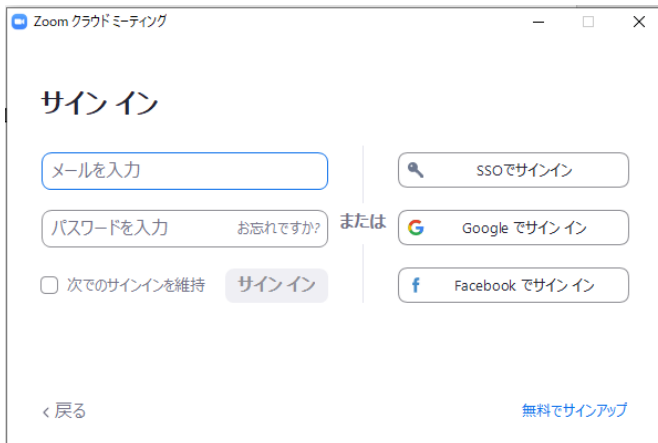 Zoom クラウド ミーティング
サイン イン
メールを入力
パスワードを入力 お忘れですか?
次でのサインインを維持 サイン イン
または
SSOでサインイン
Google でサイン イン
Facebook でサイン イン
戻る
無料でサインアップ